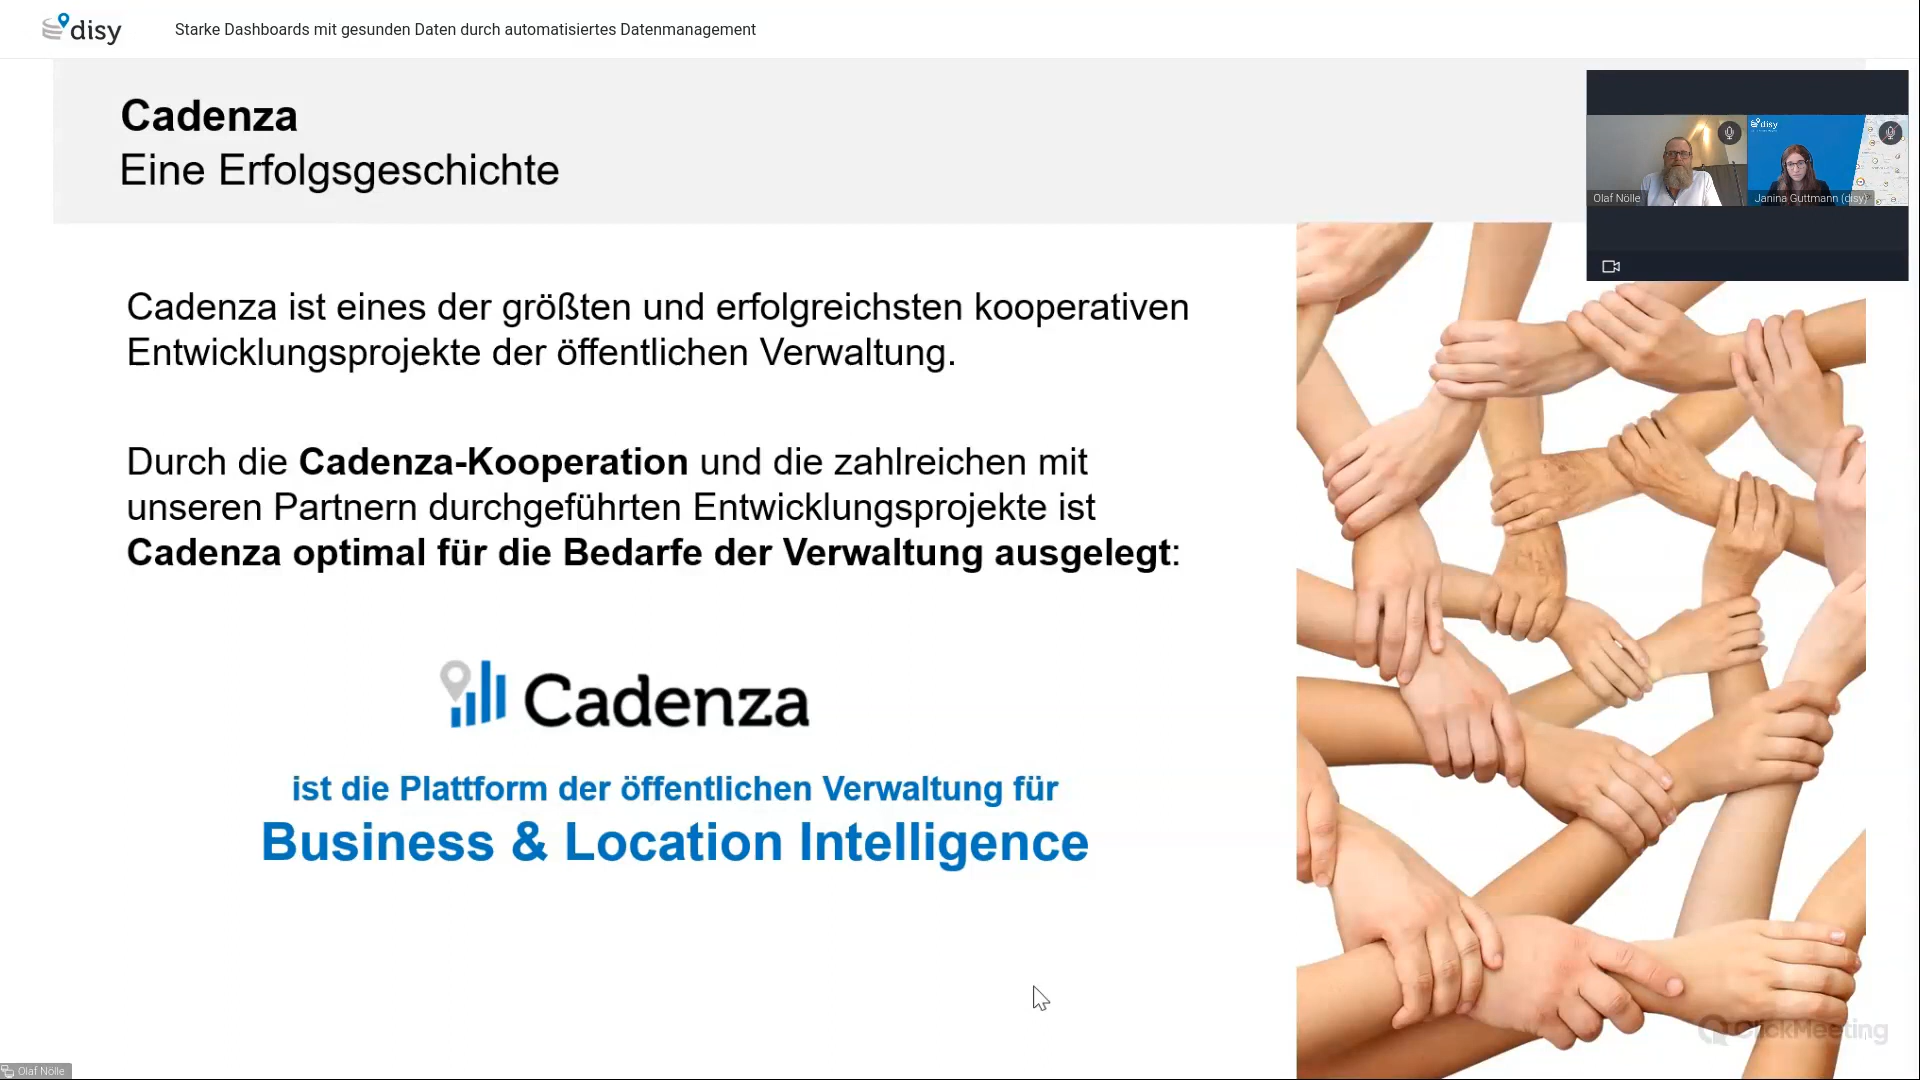 disy
Starke Dashboards mit gesunden Daten durch automatisiertes Datenmanagement
Cadenza
Eine Erfolgsgeschichte
disy
Olaf Nölle
Janina Guttmann (disy)
Cadenza ist eines der größten und erfolgreichsten kooperativen
Entwicklungsprojekte der öffentlichen Verwaltung.
Durch die Cadenza-Kooperation und die zahlreichen mit
unseren Partnern durchgeführten Entwicklungsprojekte ist
Cadenza optimal für die Bedarfe der Verwaltung ausgelegt:
Cadenza
ist die Plattform der öffentlichen Verwaltung für
Business & Location Intelligence
ClickMeeting
Olaf Nölle